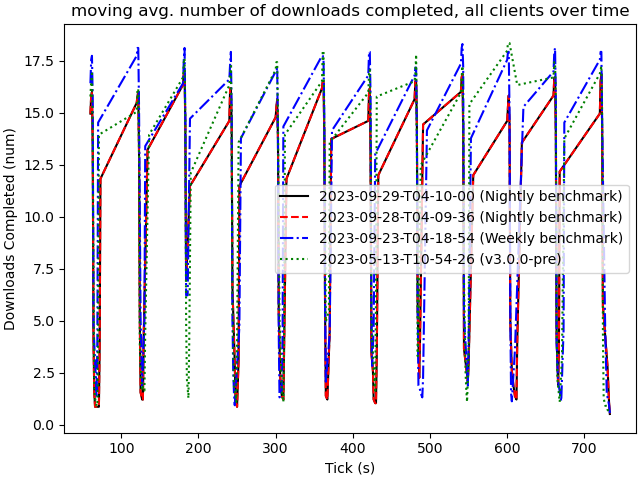 moving avg. number of downloads completed, all clients over time
Downloads Completed (num)
17.5
15.0
12.5
10.0
7.5
5.0
2.5
0.0
2023-09-29-T04-10-00 (Nightly benchmark)
2023-09-28-T04-09-36 (Nightly benchmark)
2023-09-23-T04-18-54 (Weekly benchmark)
2023-05-13-T10-54-26 (v3.0.0-pre)
100 200 300 400 500 600 700
Tick (s)